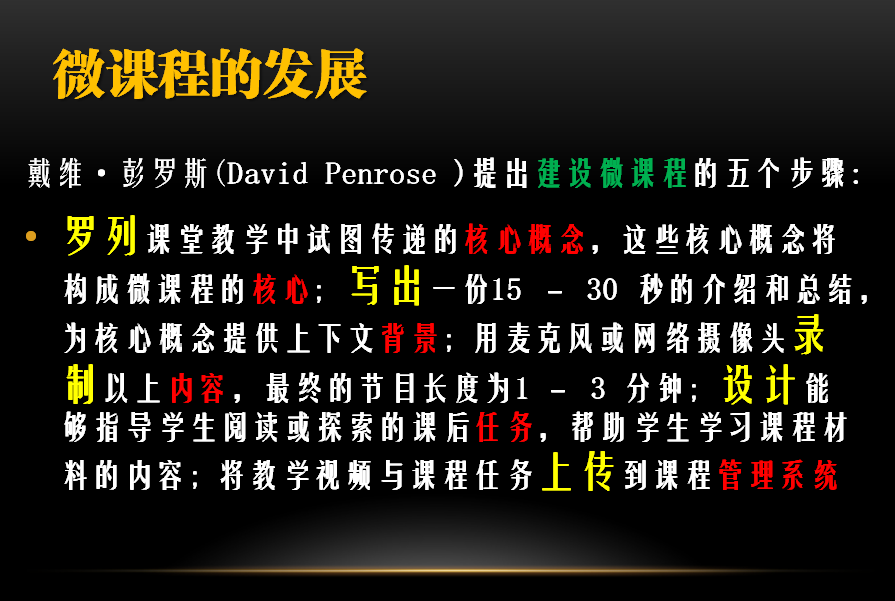 微课程的发展
戴维·彭罗斯(David Penrose )提出建设微课程的五个步骤:
• 罗列课堂教学中试图传递的核心概念，这些核心概念将
构成微课程的核心; 写出一份15 - 30 秒的介绍和总结，
为核心概念提供上下文背景; 用麦克风或网络摄像头录
制以上内容，最终的节目长度为1 - 3 分钟; 设计能
够指导学生阅读或探索的课后任务，帮助学生学习课程材
料的内容; 将教学视频与课程任务上传到课程管理系统